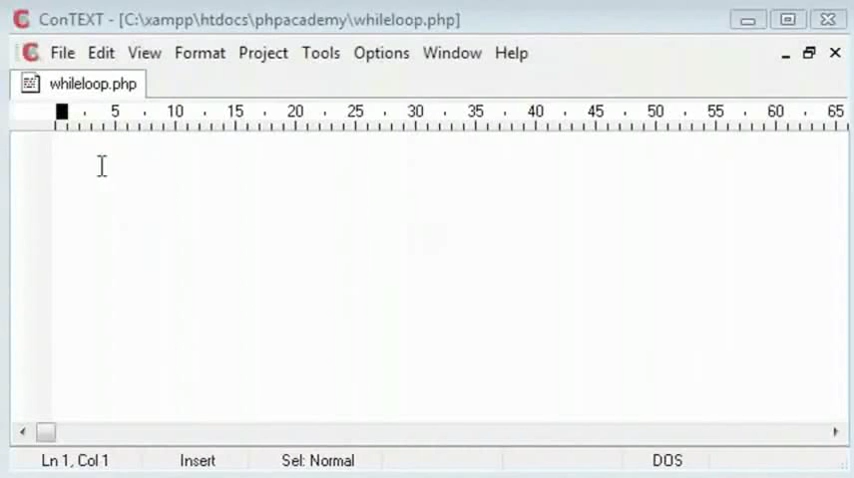 ConTEXT - [C:\xampp\htdocs\phpacademy\whileloop.php]
File Edit View Format Project Tools Options Window Help
whileloop.php
5 10 15 20 25 30 35 40 45 50 55 60 65
Ln 1, Col 1 Insert Sel: Normal DOS